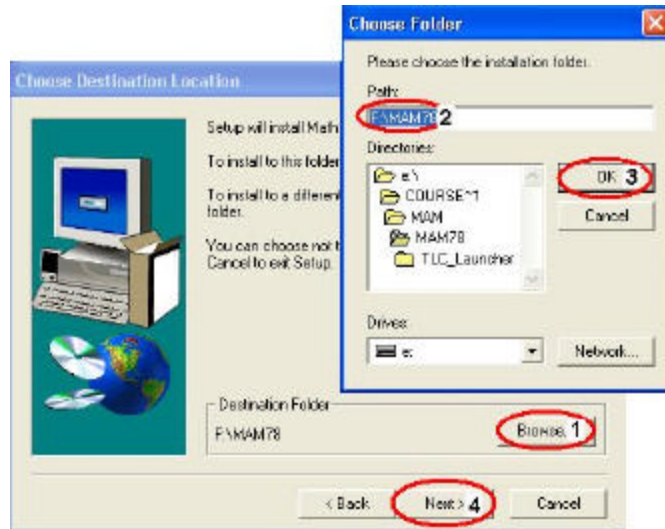 Choose Folder
Please choose the installation folder.
Path:
F:\MAM78 2
Directories:
e:\
COURSE~1
MAM
MAM78
TLC_Launcher
OK 3
Cancel
Drives:
e:
Network...
Choose Destination Location
Setup will install Math
To install to this folder
To install to a different
folder.
You can choose not t
Cancel to exit Setup.
Destination Folder
F:\MAM78
Browse. 1
< Back
Next > 4
Cancel